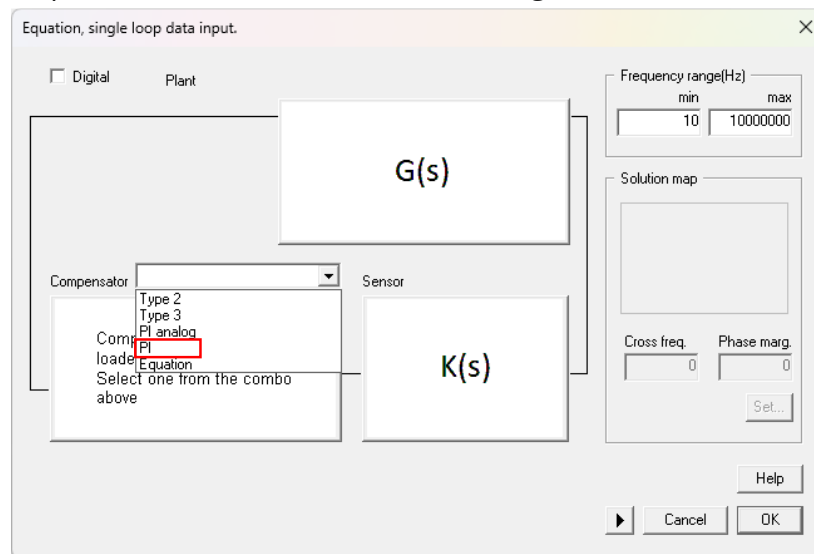 Equation, single loop data input.
Digital
Plant
G(s)
Compensator
Type 2
Type 3
PI analog
PI
Equation
Comp
loade
Select one from the combo
above
Sensor
K(s)
Frequency range(Hz)
min max
10 10000000
Solution map
Cross freq. Phase marg.
0 0
Set...
Help
Cancel OK